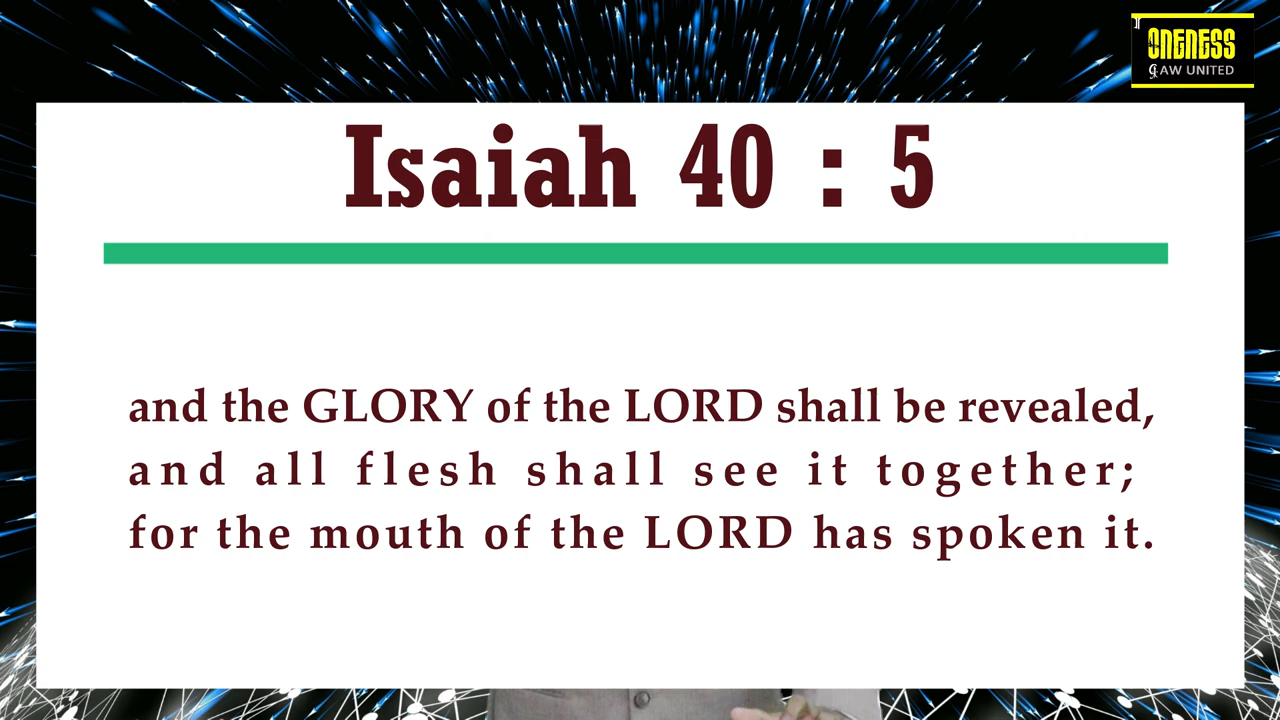 ONENESS
AW UNITED
Isaiah 40 : 5
and the GLORY of the LORD shall be revealed,
and all flesh shall see it together;
for the mouth of the LORD has spoken it.